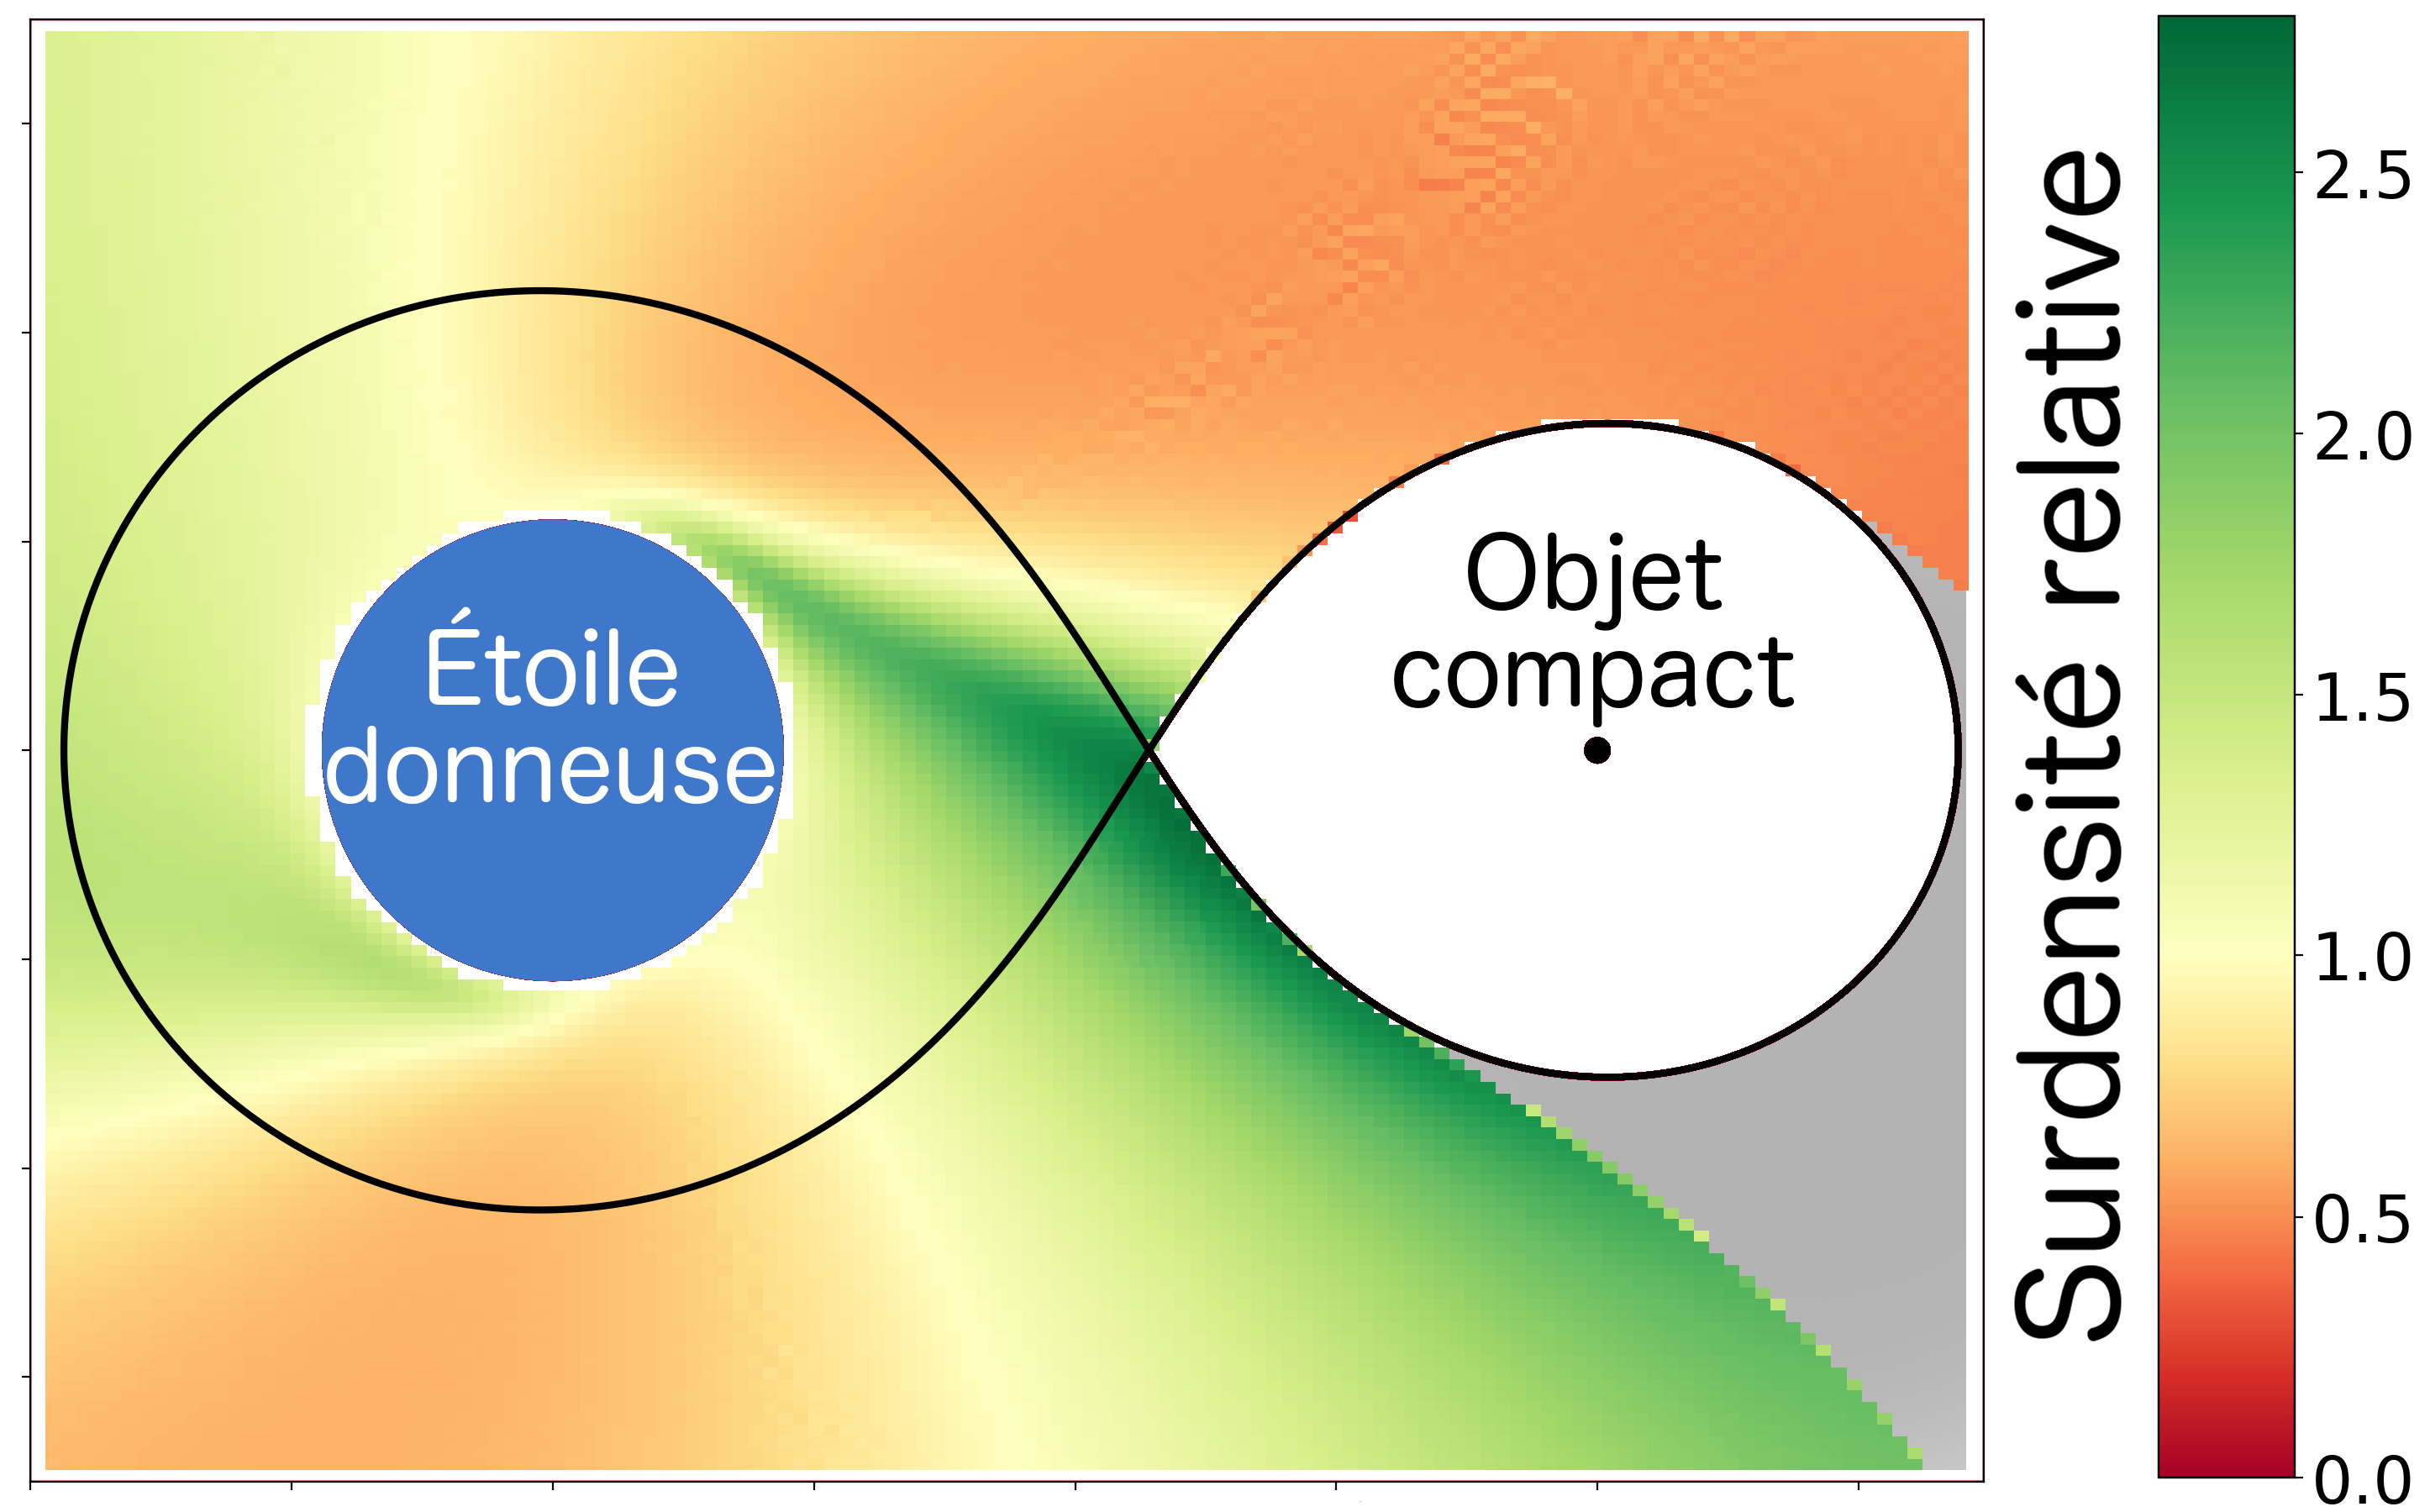 Étoile
donneuse
Objet
compact
Surdensité relative
2.5
2.0
1.5
1.0
0.5
0.0